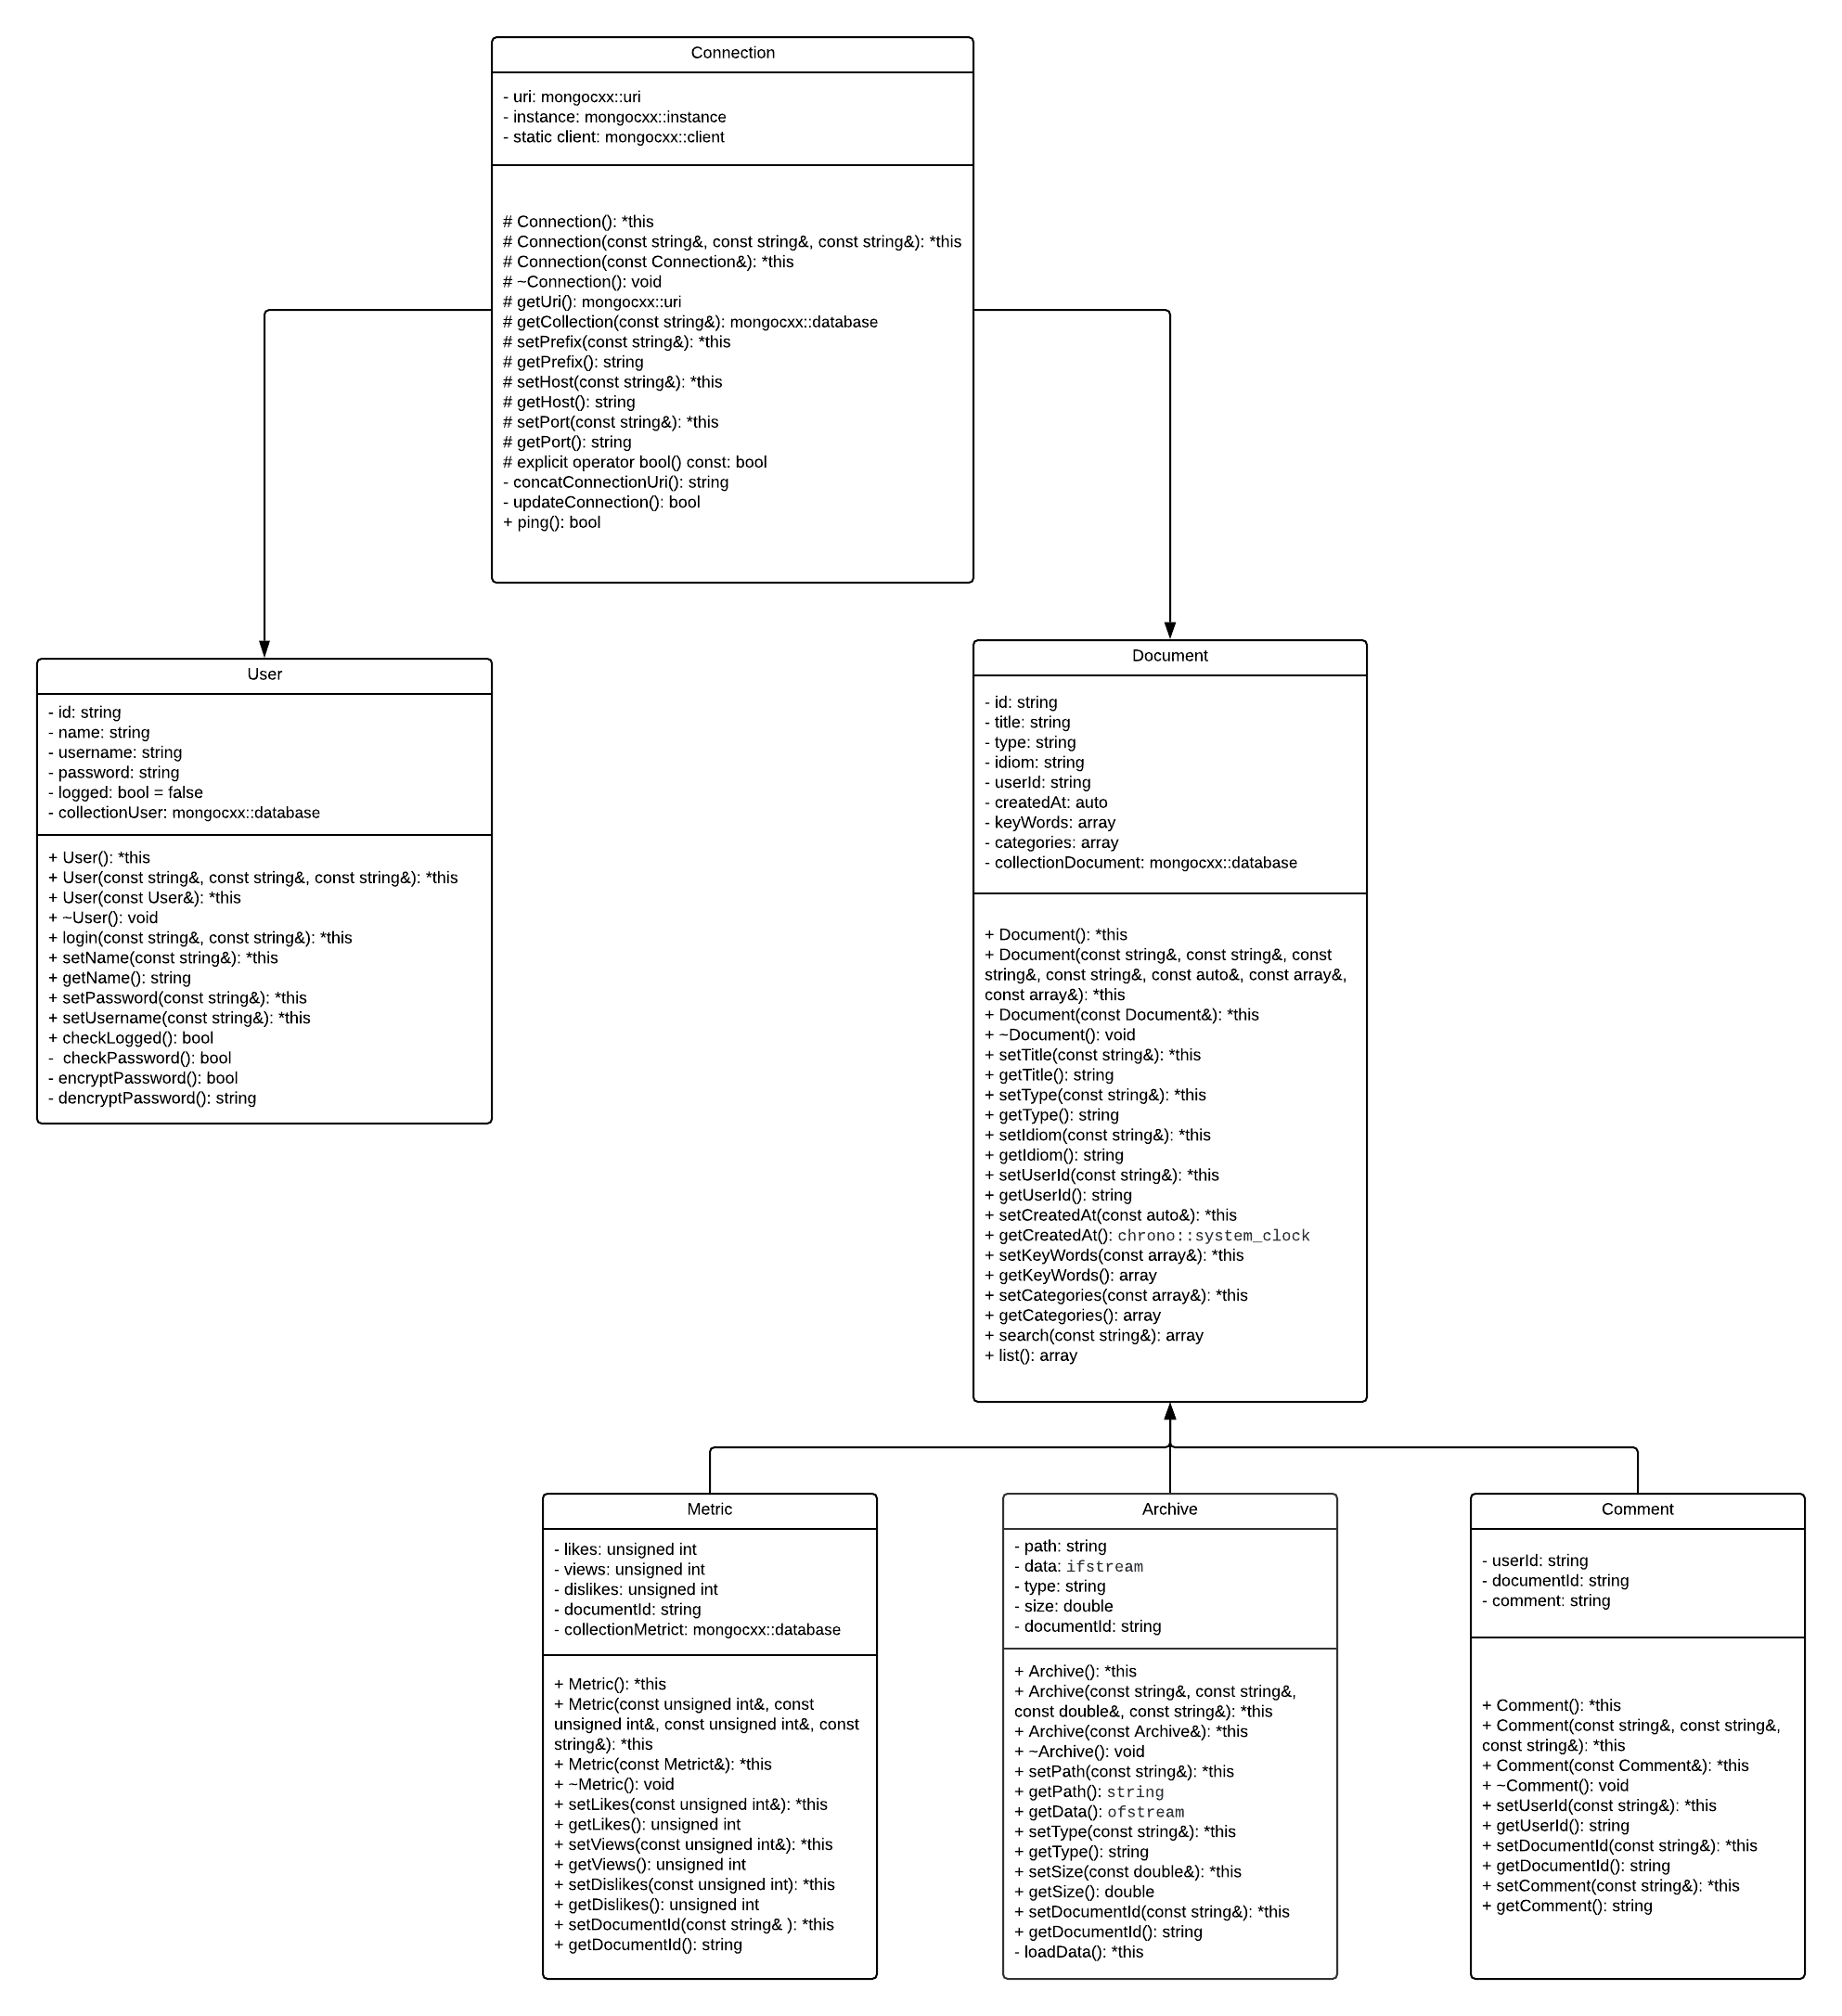 Connection
- uri: mongocxx::uri
- instance: mongocxx::instance
- static client: mongocxx::client
# Connection(): *this
# Connection(const string&, const string&, const string&): *this
# Connection(const Connection&): *this
# ~Connection(): void
# getUri(): mongocxx::uri
# getCollection(const string&): mongocxx::database
# setPrefix(const string&): *this
# getPrefix(): string
# setHost(const string&): *this
# getHost(): string
# setPort(const string&): *this
# getPort(): string
# explicit operator bool() const: bool
- concatConnectionUri(): string
- updateConnection(): bool
+ ping(): bool
User
- id: string
- name: string
- username: string
- password: string
- logged: bool = false
- collectionUser: mongocxx::database
+ User(): *this
+ User(const string&, const string&, const string&): *this
+ User(const User&): *this
+ ~User(): void
+ login(const string&, const string&): *this
+ setName(const string&): *this
+ getName(): string
+ setPassword(const string&): *this
+ setUsername(const string&): *this
+ checkLogged(): bool
- checkPassword(): bool
- encryptPassword(): bool
- dencryptPassword(): string
Document
- id: string
- title: string
- type: string
- idiom: string
- userId: string
- createdAt: auto
- keyWords: array
- categories: array
- collectionDocument: mongocxx::database
+ Document(): *this
+ Document(const string&, const string&, const
string&, const string&, const auto&, const array&,
const array&): *this
+ Document(const Document&): *this
+ ~Document(): void
+ setTitle(const string&): *this
+ getTitle(): string
+ setType(const string&): *this
+ getType(): string
+ setIdiom(const string&): *this
+ getIdiom(): string
+ setUserId(const string&): *this
+ getUserId(): string
+ setCreatedAt(const auto&): *this
+ getCreatedAt(): chrono::system_clock
+ setKeyWords(const array&): *this
+ getKeyWords(): array
+ setCategories(const array&): *this
+ getCategories(): array
+ search(const string&): array
+ list(): array
Metric
- likes: unsigned int
- views: unsigned int
- dislikes: unsigned int
- documentId: string
- collectionMetrict: mongocxx::database
+ Metric(): *this
+ Metric(const unsigned int&, const
unsigned int&, const unsigned int&, const
string&): *this
+ Metric(const Metrict&): *this
+ ~Metric(): void
+ setLikes(const unsigned int&): *this
+ getLikes(): unsigned int
+ setViews(const unsigned int&): *this
+ getViews(): unsigned int
+ setDislikes(const unsigned int): *this
+ getDislikes(): unsigned int
+ setDocumentId(const string& ): *this
+ getDocumentId(): string
Archive
- path: string
- data: ifstream
- type: string
- size: double
- documentId: string
+ Archive(): *this
+ Archive(const string&, const string&,
const double&, const string&): *this
+ Archive(const Archive&): *this
+ ~Archive(): void
+ setPath(const string&): *this
+ getPath(): string
+ getData(): ofstream
+ setType(const string&): *this
+ getType(): string
+ setSize(const double&): *this
+ getSize(): double
+ setDocumentId(const string&): *this
+ getDocumentId(): string
- loadData(): *this
Comment
- userId: string
- documentId: string
- comment: string
+ Comment(): *this
+ Comment(const string&, const string&,
const string&): *this
+ Comment(const Comment&): *this
+ ~Comment(): void
+ setUserId(const string&): *this
+ getUserId(): string
+ setDocumentId(const string&): *this
+ getDocumentId(): string
+ setComment(const string&): *this
+ getComment(): string